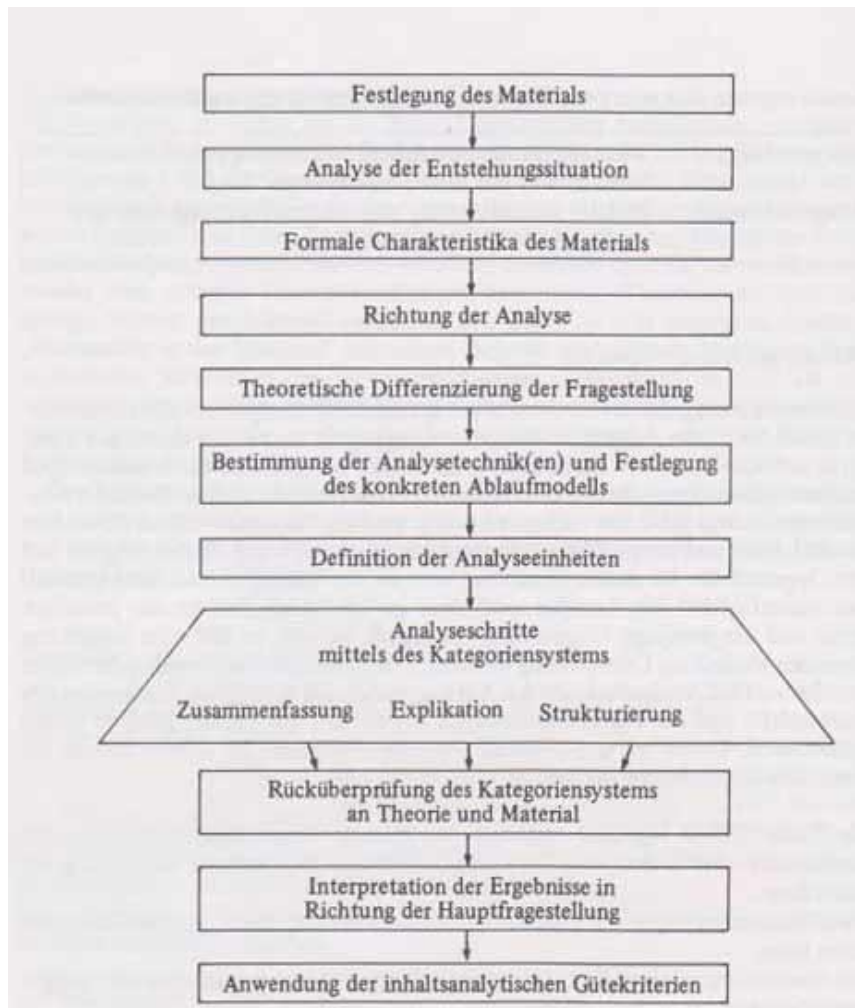 Festlegung des Materials
Analyse der Entstehungssituation
Formale Charakteristika des Materials
Richtung der Analyse
Theoretische Differenzierung der Fragestellung
Bestimmung der Analysetechnik(en) und Festlegung
des konkreten Ablaufmodells
Definition der Analyseeinheiten
Analyseschritte
mittels des Kategoriensystems
Zusammenfassung Explikation Strukturierung
Rücküberprüfung des Kategoriensystems
an Theorie und Material
Interpretation der Ergebnisse in
Richtung der Hauptfragestellung
Anwendung der inhaltsanalytischen Gütekriterien